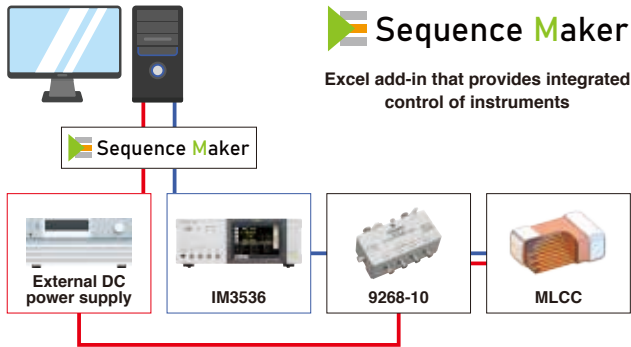 Sequence Maker
Excel add-in that provides integrated
control of instruments
Sequence Maker
External DC
power supply
IM3536
9268-10
MLCC